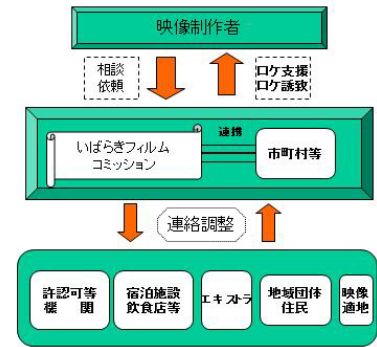 映像制作者
相談
依頼
ロケ支援
ロケ誘致
いばらきフィルム
コミッション
連携
市町村等
連絡調整
許認可等
機　関
宿泊施設
飲食店等
エキストラ
地域団体
住民
映像
適地